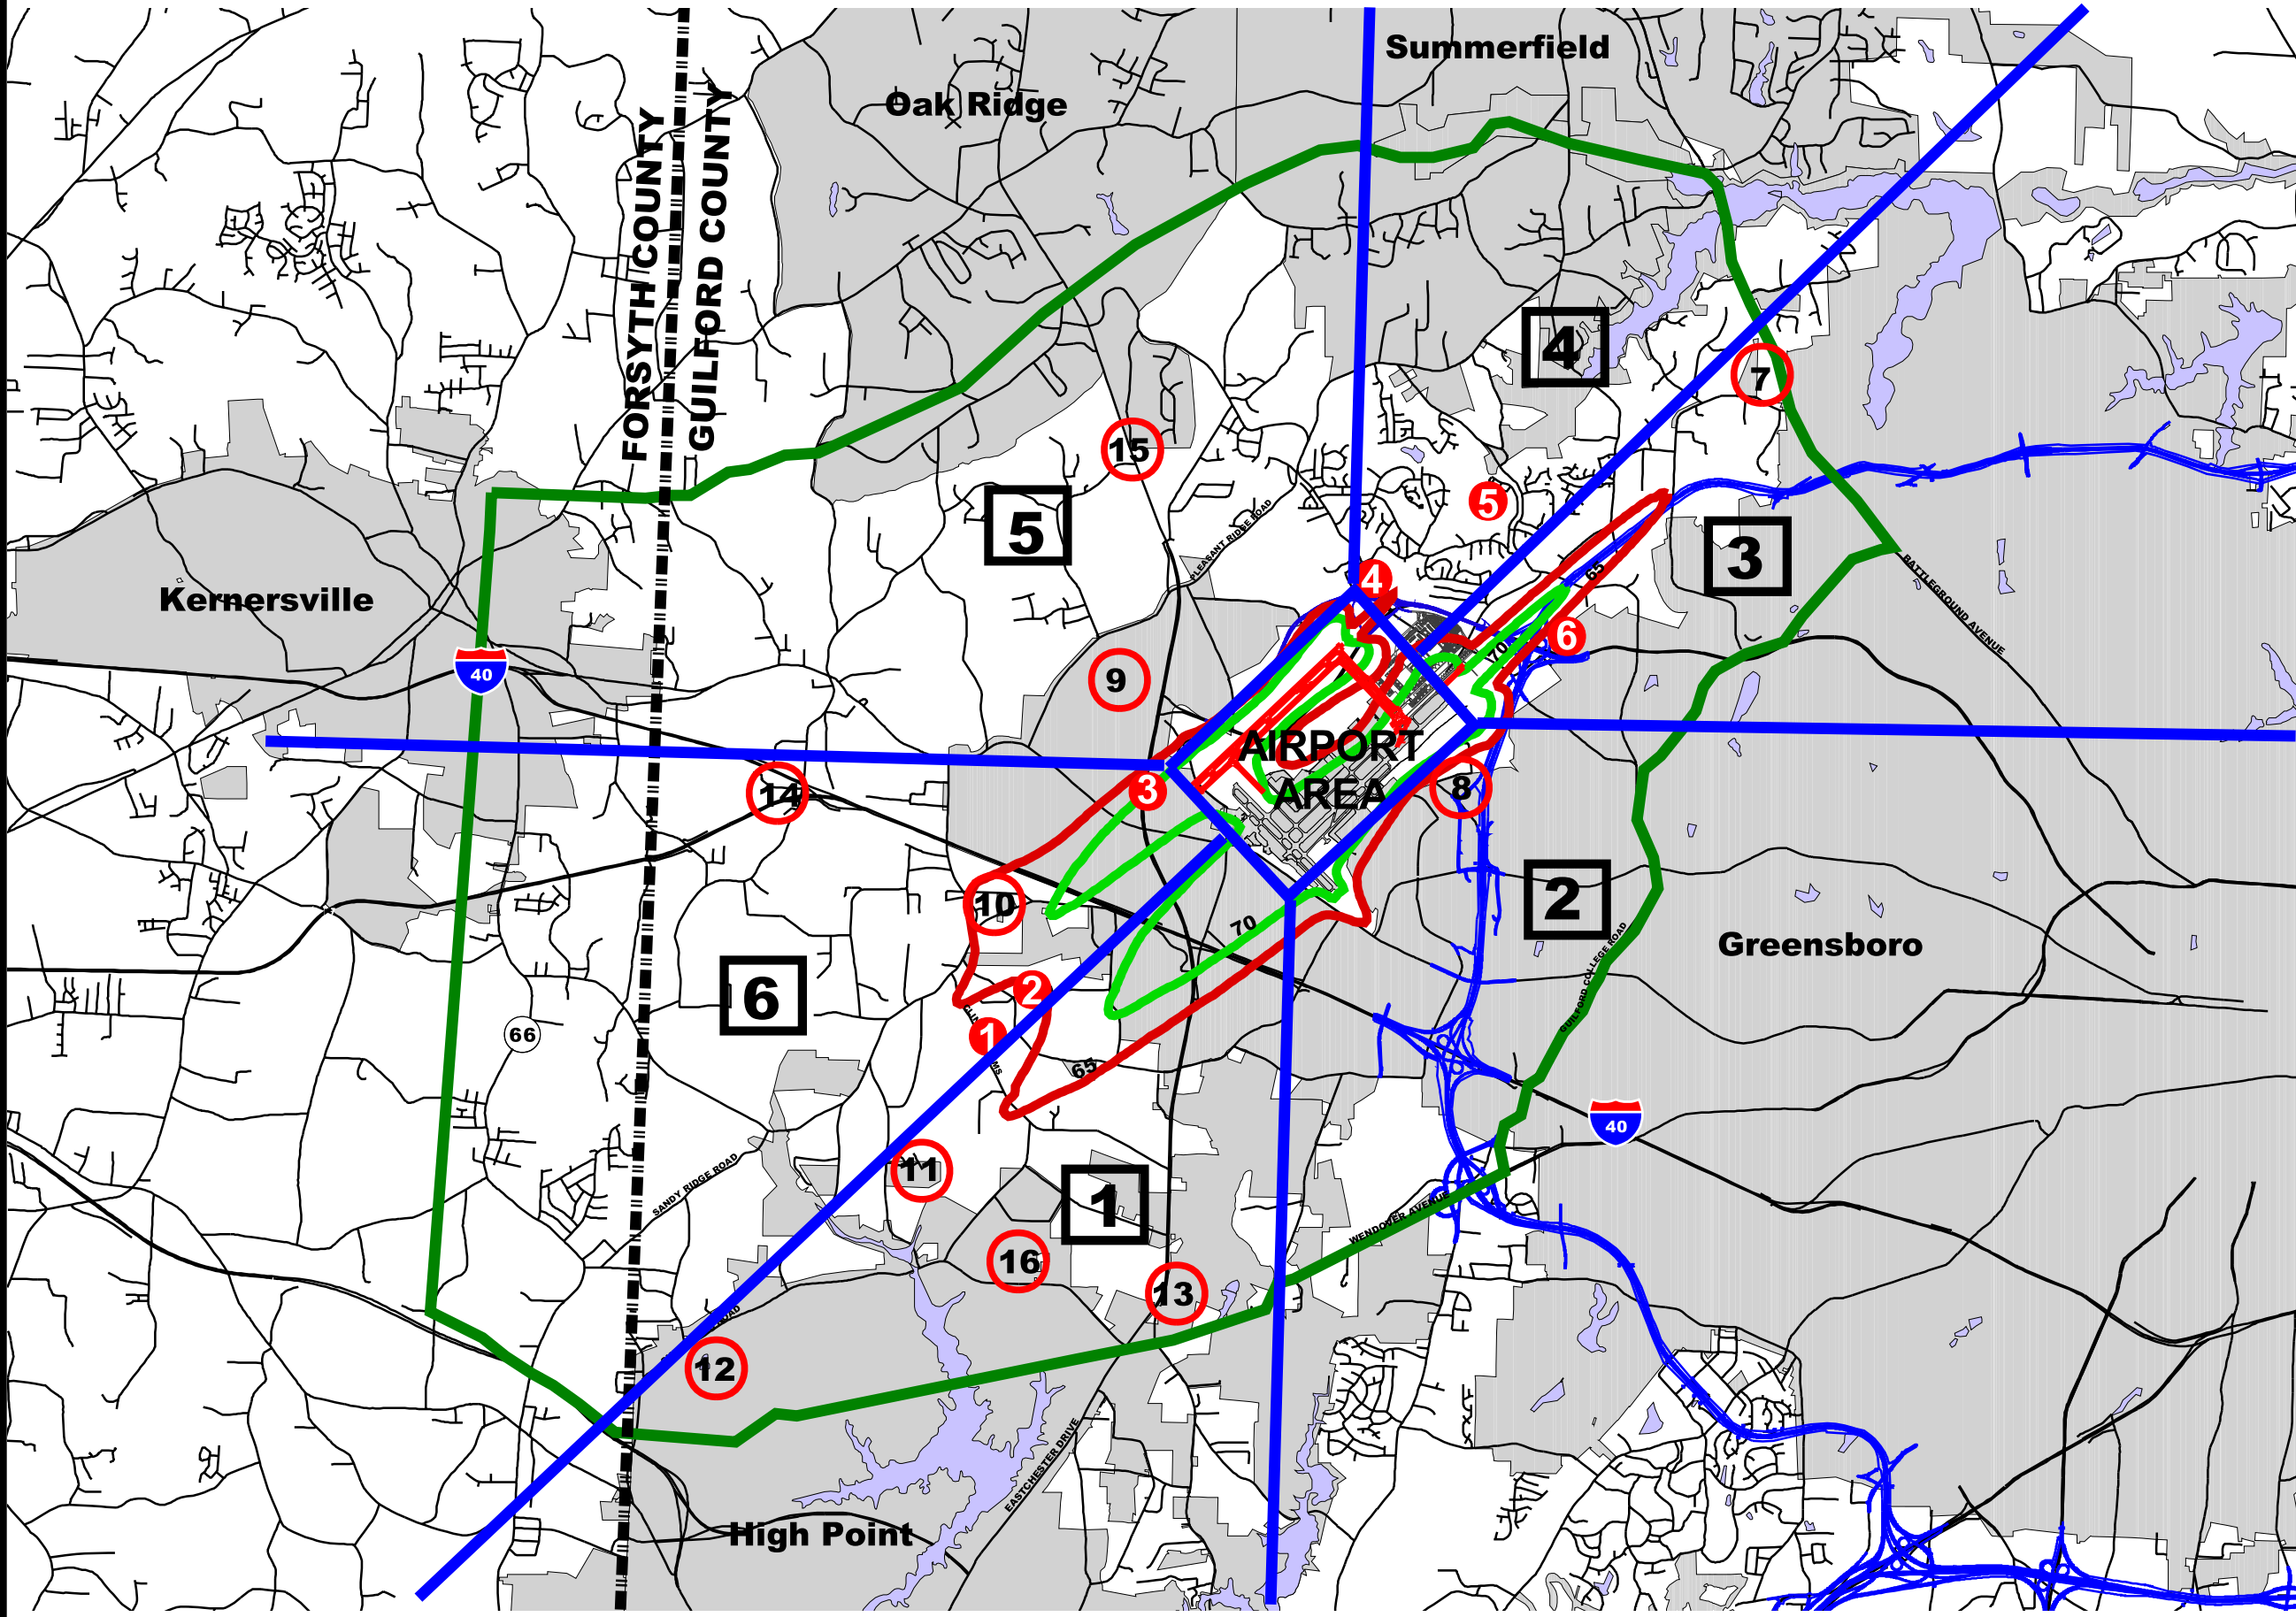 Summerfield
Oak Ridge
FORSYTH COUNTY
GUILFORD COUNTY
4
7
15
5
5
3
PLEASANT RIDGE ROAD
65
BATTLEGROUND AVENUE
4
Kernersville
6
70
40
9
AIRPORT
AREA
14
3
8
10
2
70
Greensboro
GUILFORD COLLEGE ROAD
2
6
66
1
65
40
11
SANDY RIDGE ROAD
1
WENDOVER AVENUE
16
13
ROAD
12
EASTCHESTER DRIVE
High Point